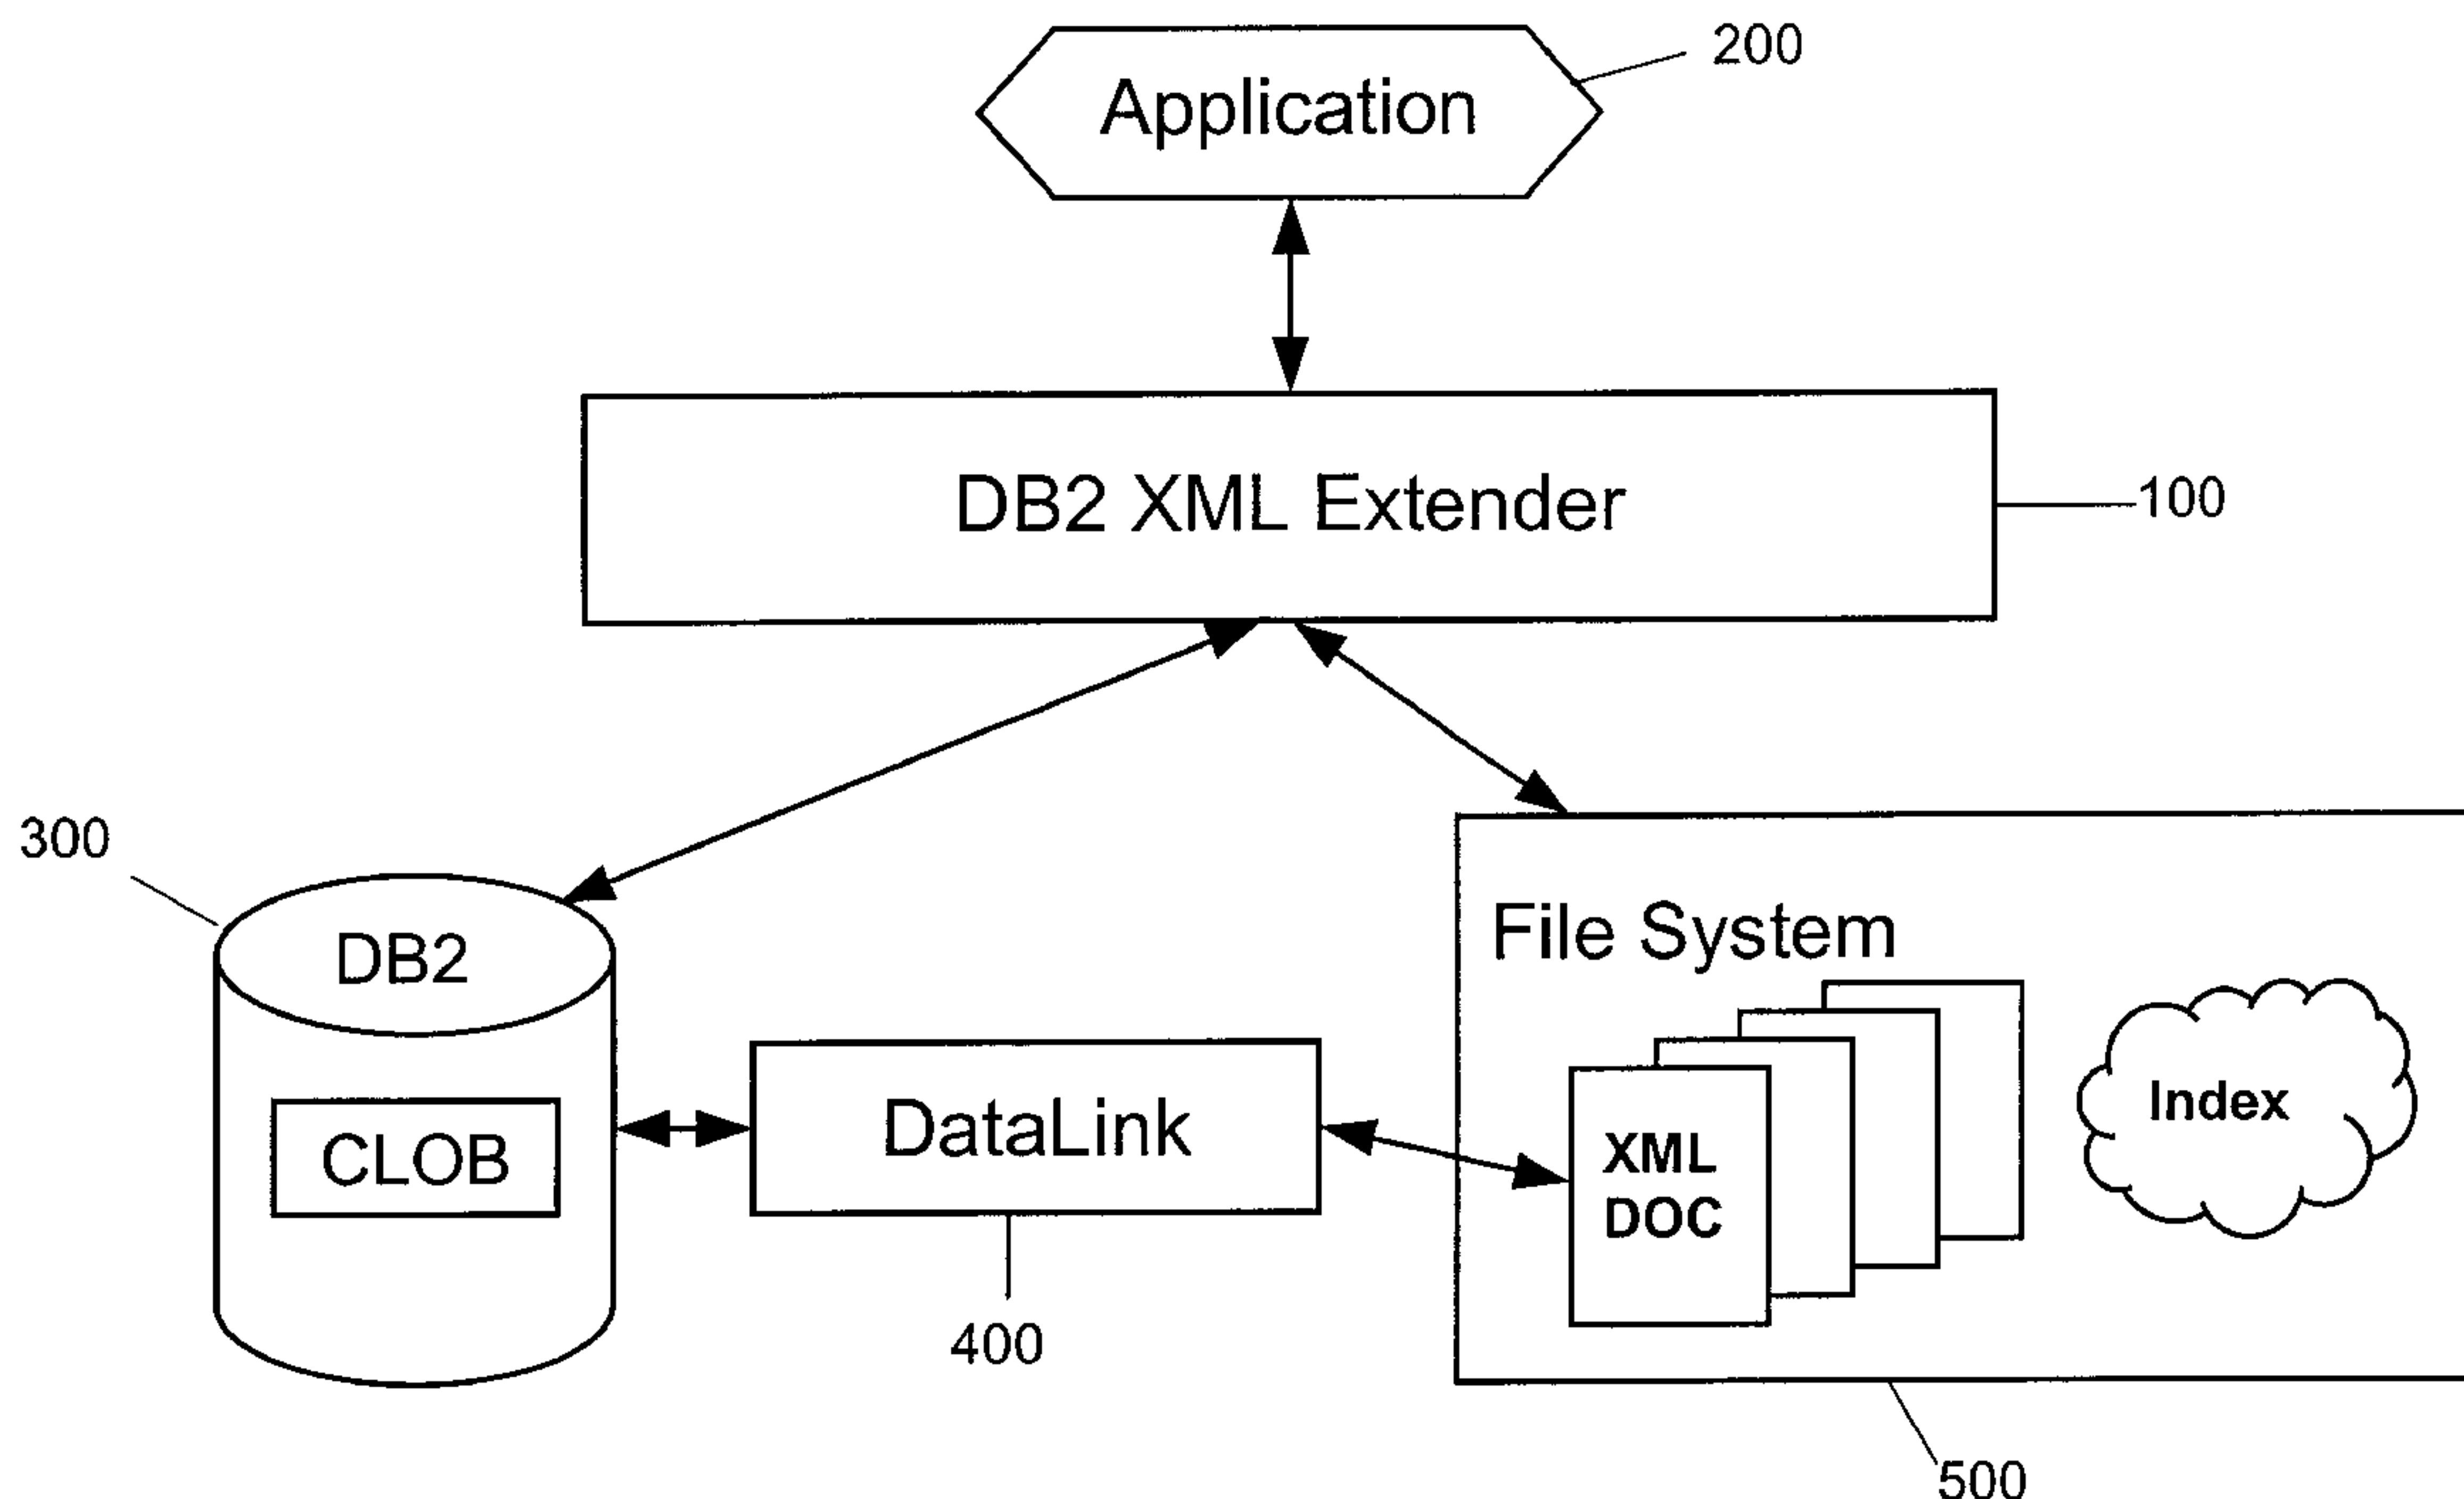 200
Application
DB2 XML Extender
100
300
DB2
File System
CLOB
DataLink
XML
DOC
Index
400
500